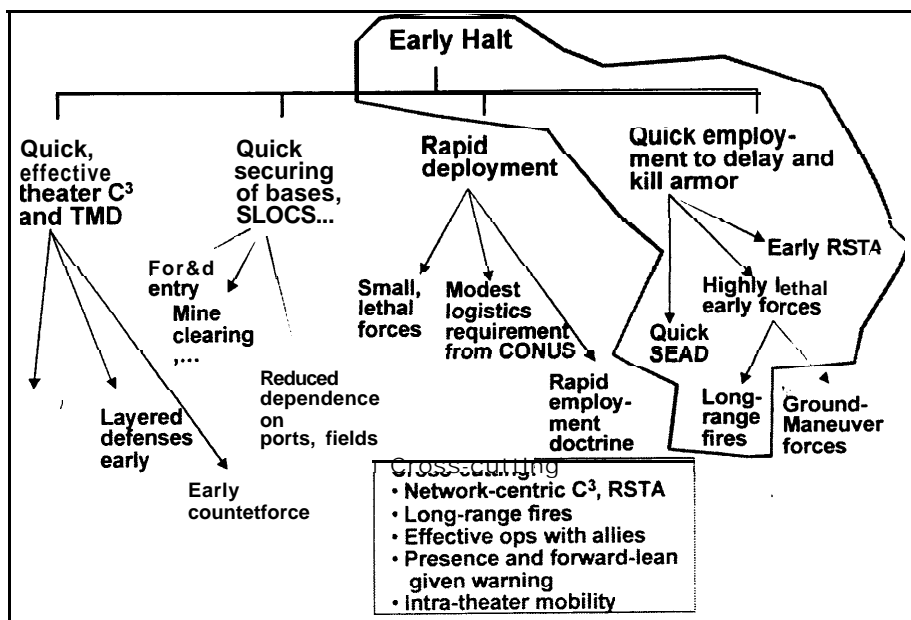 Early Halt
Quick,
effective
theater C³
and TMD
Quick
securing
of bases,
SLOCS...
Rapid
deployment
Quick employ-
ment to delay and
kill armor
For&d
entry
Mine
clearing
,...
Reduced
dependence
on
ports, fields
Layered
defenses
early
Early
countetforce
Small,
lethal
forces
Modest
logistics
requirement
from CONUS
Rapid
employ-
ment
doctrine
Early RSTA
Highly lethal
early forces
Quick
SEAD
Long-
range
fires
Ground-
Maneuver
forces
Cross-cutting
• Network-centric C³, RSTA
• Long-range fires
• Effective ops with allies
• Presence and forward-lean
given warning
• Intra-theater mobility